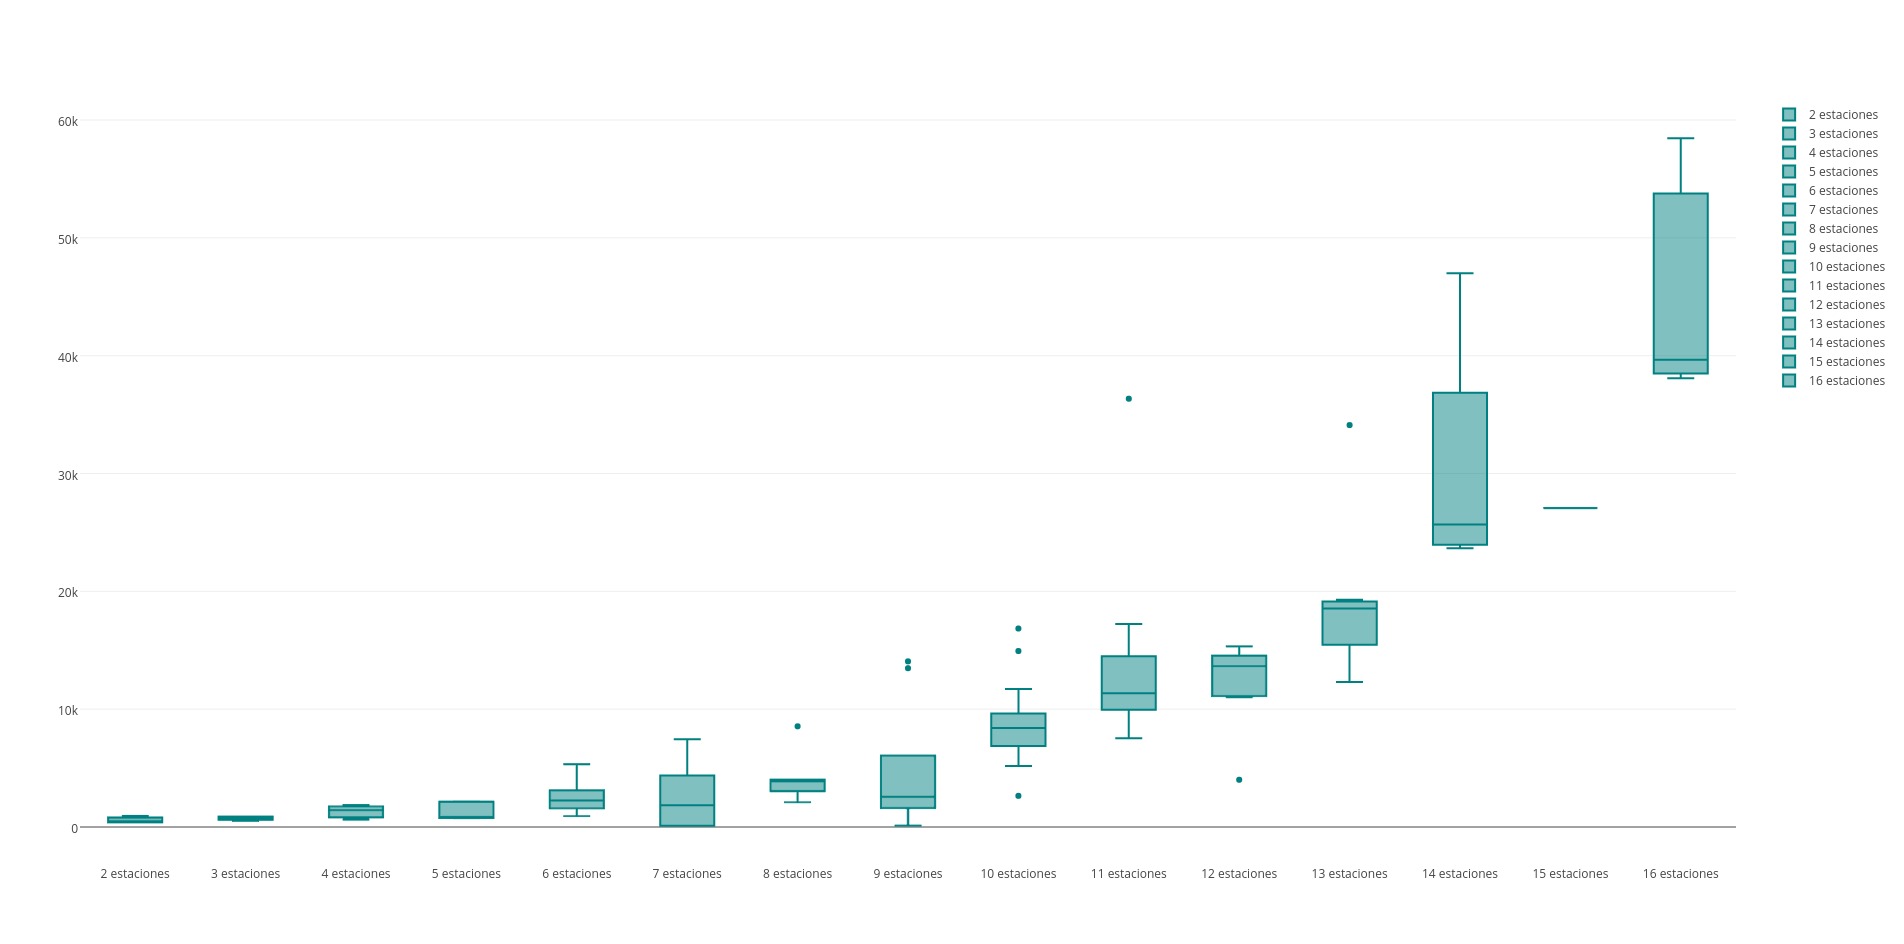 60k
50k
40k
30k
20k
10k
0
2 estaciones
3 estaciones
4 estaciones
5 estaciones
6 estaciones
7 estaciones
8 estaciones
9 estaciones
10 estaciones
11 estaciones
12 estaciones
13 estaciones
14 estaciones
15 estaciones
16 estaciones
2 estaciones
3 estaciones
4 estaciones
5 estaciones
6 estaciones
7 estaciones
8 estaciones
9 estaciones
10 estaciones
11 estaciones
12 estaciones
13 estaciones
14 estaciones
15 estaciones
16 estaciones